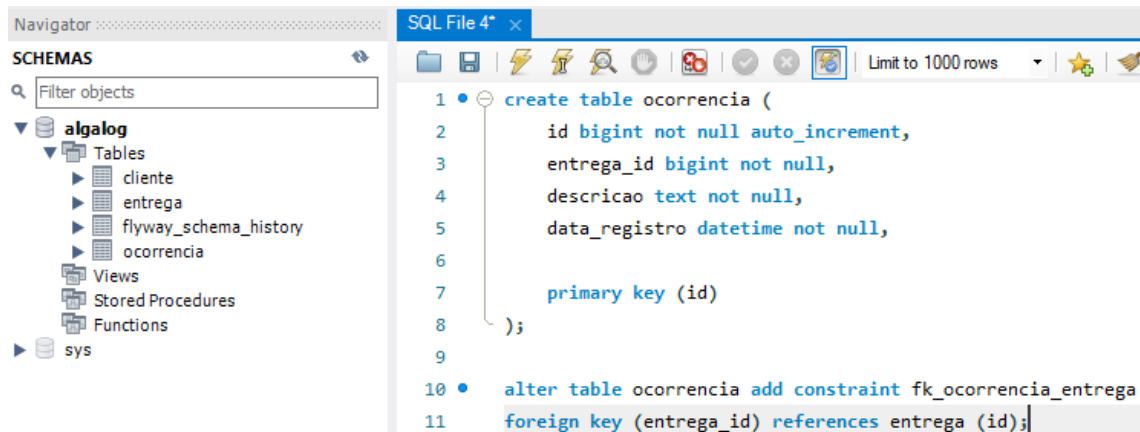 Navigator
SCHEMAS
Filter objects
algalog
Tables
cliente
entrega
flyway_schema_history
ocorrencia
Views
Stored Procedures
Functions
sys
SQL File 4*
Limit to 1000 rows
1 create table ocorrencia (
2 id bigint not null auto_increment,
3 entrega_id bigint not null,
4 descricao text not null,
5 data_registro datetime not null,
6
7 primary key (id)
8 );
9
10 alter table ocorrencia add constraint fk_ocorrencia_entrega
11 foreign key (entrega_id) references entrega (id);